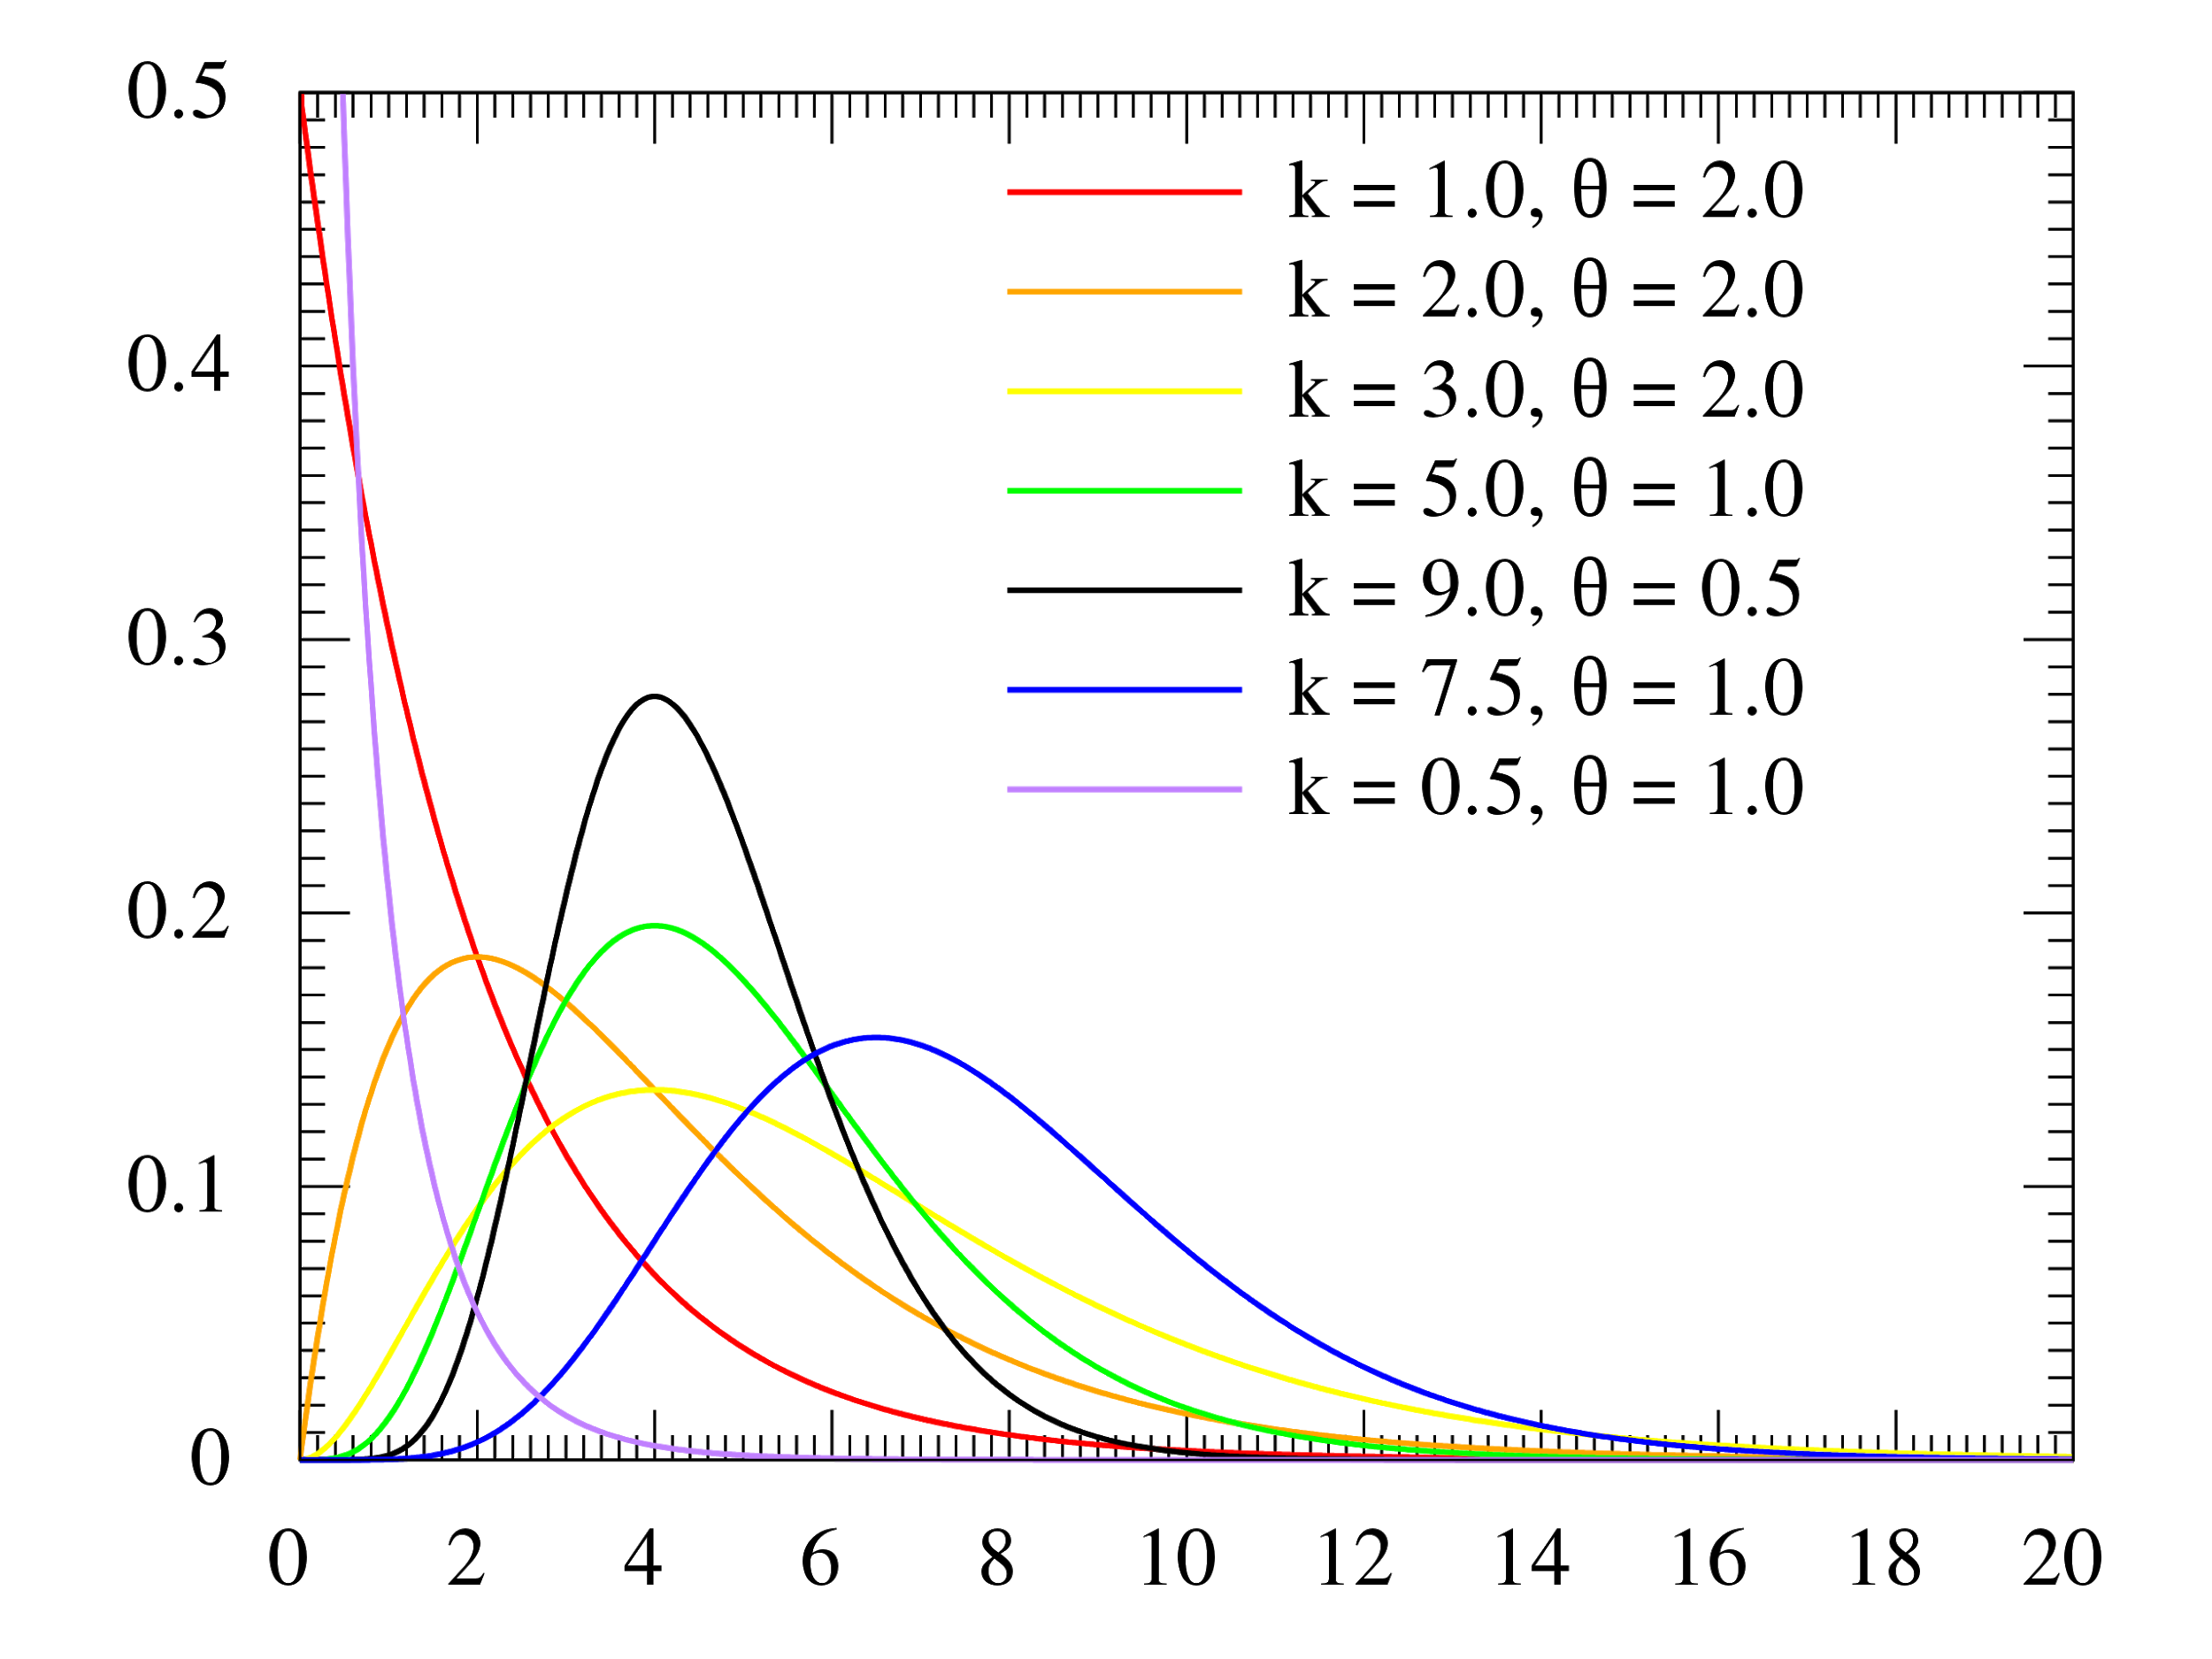 0.5
k = 1.0, θ = 2.0
k = 2.0, θ = 2.0
0.4
k = 3.0, θ = 2.0
k = 5.0, θ = 1.0
k = 9.0, θ = 0.5
0.3
k = 7.5, θ = 1.0
k = 0.5, θ = 1.0
0.2
0.1
0
0 2 4 6 8 10 12 14 16 18 20